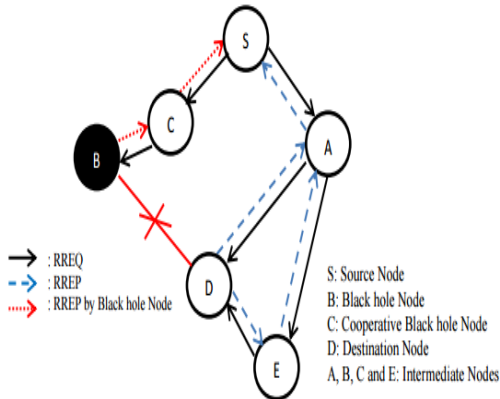 S
C
A
B
D
E
: RREQ
: RREP
: RREP by Black hole Node
S: Source Node
B: Black hole Node
C: Cooperative Black hole Node
D: Destination Node
A, B, C and E: Intermediate Nodes